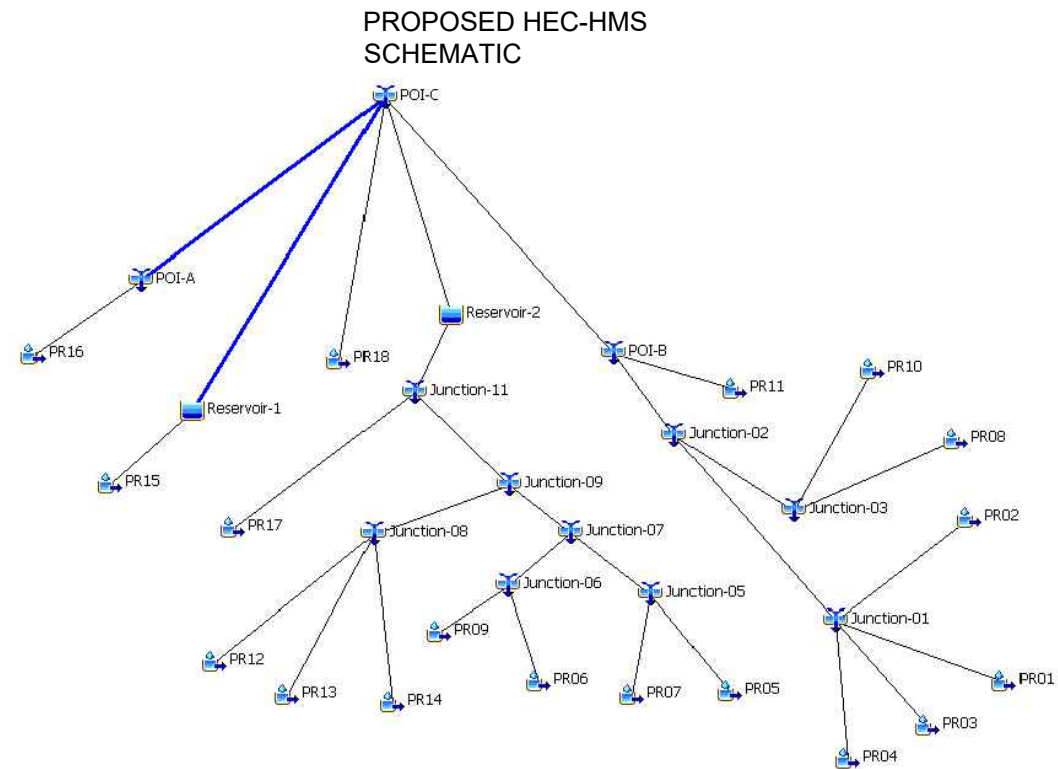 PROPOSED HEC-HMS
SCHEMATIC
POI-C
POI-A
Reservoir-2
PR16
PR18
POI-B
PR10
PR11
Junction-11
Reservoir-1
Junction-02
PR08
PR15
Junction-09
Junction-03
PR02
PR17
Junction-08
Junction-07
Junction-06
Junction-05
Junction-01
PR09
PR12
PR13
PR14
PR06
PR07
PR05
PR01
PR03
PR04